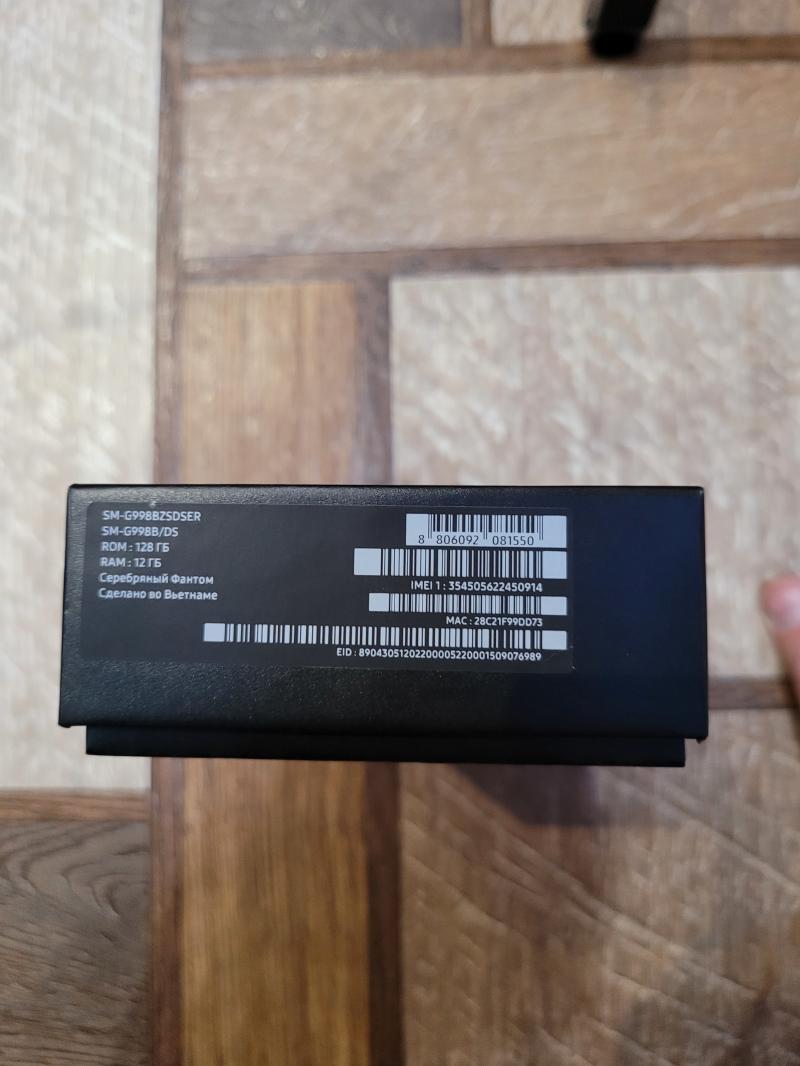 SM-G998BZSDSER
SM-G998B/DS
ROM : 128 ГБ
RAM : 12 ГБ
Серебряный Фантом
Сделано во Вьетнаме
8 806092 081550
IMEI 1 : 354505622450914
MAC : 28C21F99DD73
EID : 89043051202200005220001509076989